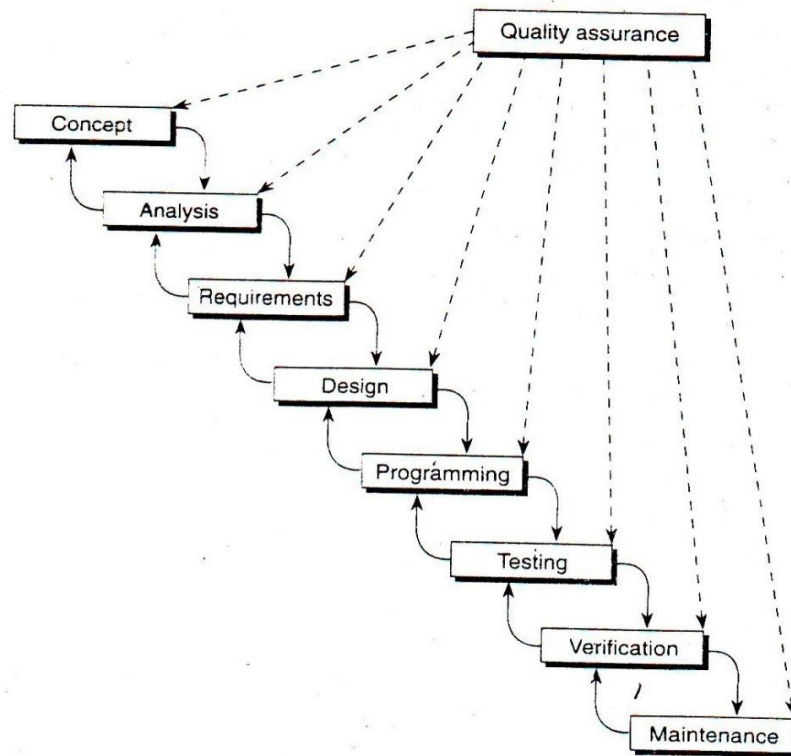 Quality assurance
Concept
Analysis
Requirements
Design
Programming
Testing
Verification
Maintenance